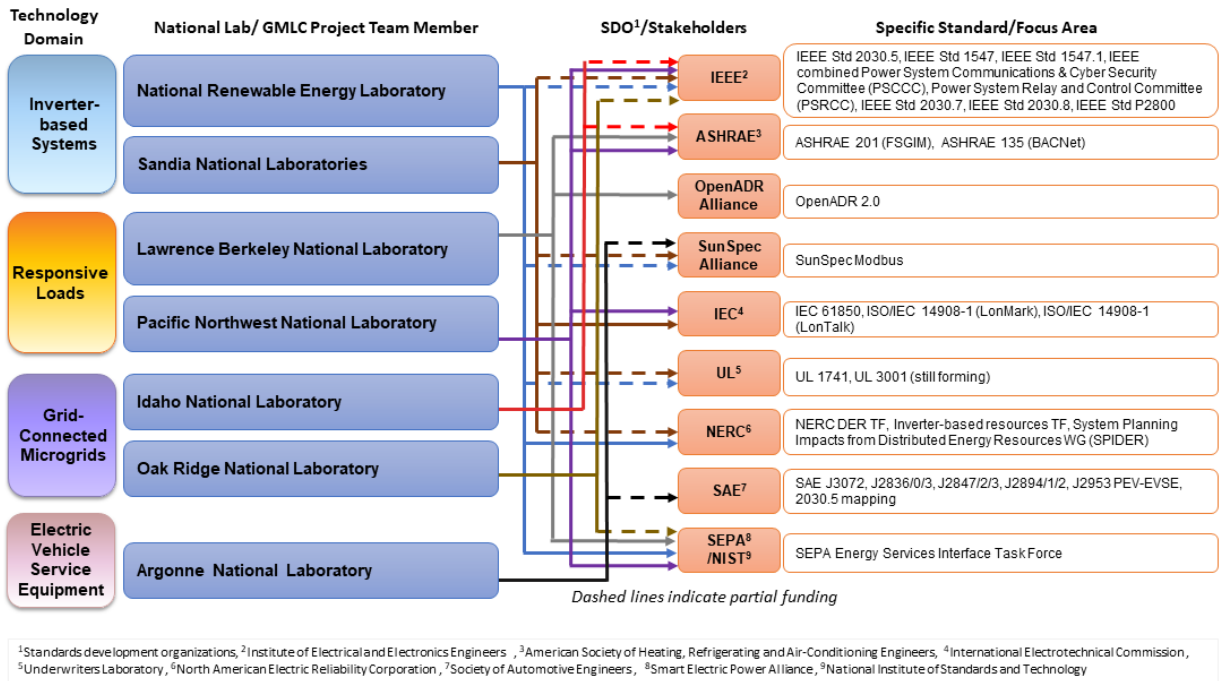 Technology
Domain
National Lab/ GMLC Project Team Member
SDO1/Stakeholders
Specific Standard/Focus Area
Inverter-
based
Systems
Responsive
Loads
Grid-
Connected
Microgrids
Electric
Vehicle
Service
Equipment
National Renewable Energy Laboratory
Sandia National Laboratories
Lawrence Berkeley National Laboratory
Pacific Northwest National Laboratory
Idaho National Laboratory
Oak Ridge National Laboratory
Argonne National Laboratory
IEEE2
IEEE Std 2030.5, IEEE Std 1547, IEEE Std 1547.1, IEEE
combined Power System Communications & Cyber Security
Committee (PSCCC), Power System Relay and Control Committee
(PSRCC), IEEE Std 2030.7, IEEE Std 2030.8, IEEE Std P2800
ASHRAE3
ASHRAE 201 (FSGIM), ASHRAE 135 (BACNet)
OpenADR
Alliance
OpenADR 2.0
SunSpec
Alliance
SunSpec Modbus
IEC4
IEC 61850, ISO/IEC 14908-1 (LonMark), ISO/IEC 14908-1
(LonTalk)
UL5
UL 1741, UL 3001 (still forming)
NERC6
NERC DER TF, Inverter-based resources TF, System Planning
Impacts from Distributed Energy Resources WG (SPIDER)
SAE7
SAE J3072, J2836/0/3, J2847/2/3, J2894/1/2, J2953 PEV-EVSE,
2030.5 mapping
SEPA8
/NIST9
SEPA Energy Services Interface Task Force
Dashed lines indicate partial funding
1Standards development organizations, 2Institute of Electrical and Electronics Engineers , 3American Society of Heating, Refrigerating and Air-Conditioning Engineers, 4International Electrotechnical Commission ,
5Underwriters Laboratory , 6North American Electric Reliability Corporation , 7Society of Automotive Engineers , 8Smart Electric Power Alliance , 9National Institute of Standards and Technology